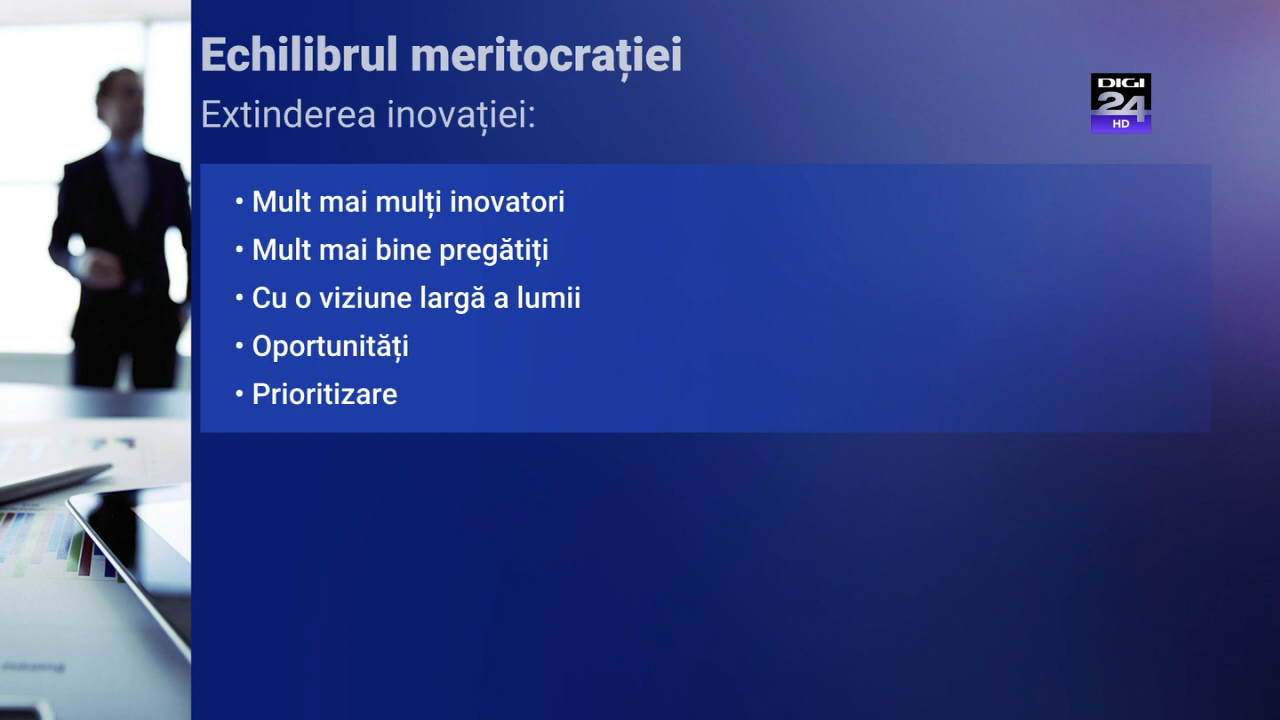 Echilibrul meritocrației
Extinderea inovației:
DIGI
24
HD
• Mult mai mulți inovatori
• Mult mai bine pregătiți
• Cu o viziune largă a lumii
• Oportunități
• Prioritizare